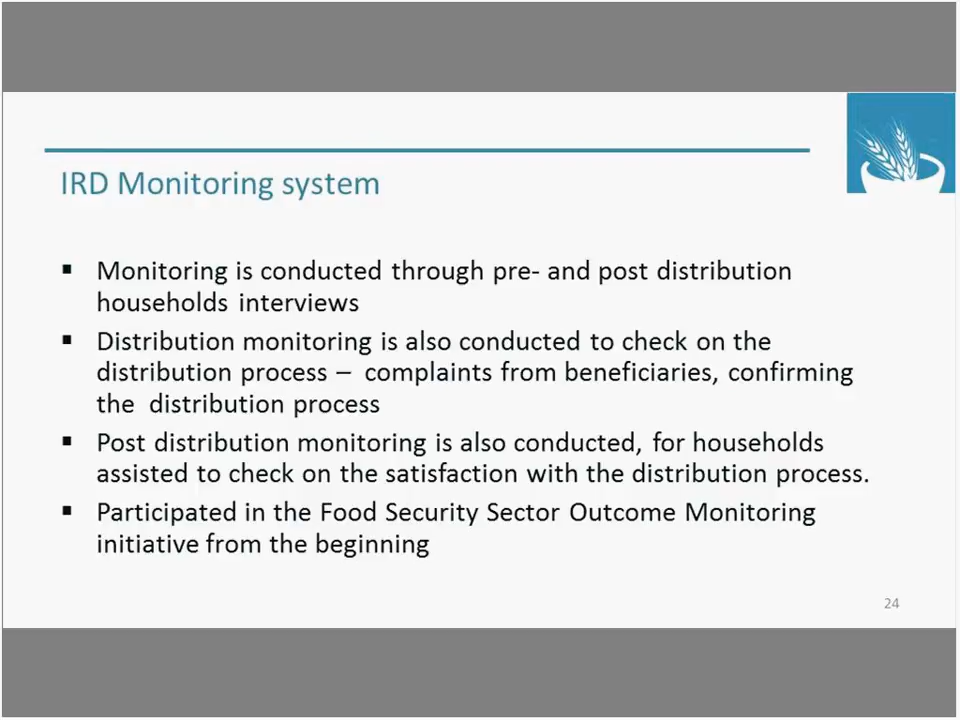 IRD Monitoring system
▪ Monitoring is conducted through pre- and post distribution
households interviews
▪ Distribution monitoring is also conducted to check on the
distribution process – complaints from beneficiaries, confirming
the distribution process
▪ Post distribution monitoring is also conducted, for households
assisted to check on the satisfaction with the distribution process.
▪ Participated in the Food Security Sector Outcome Monitoring
initiative from the beginning
24